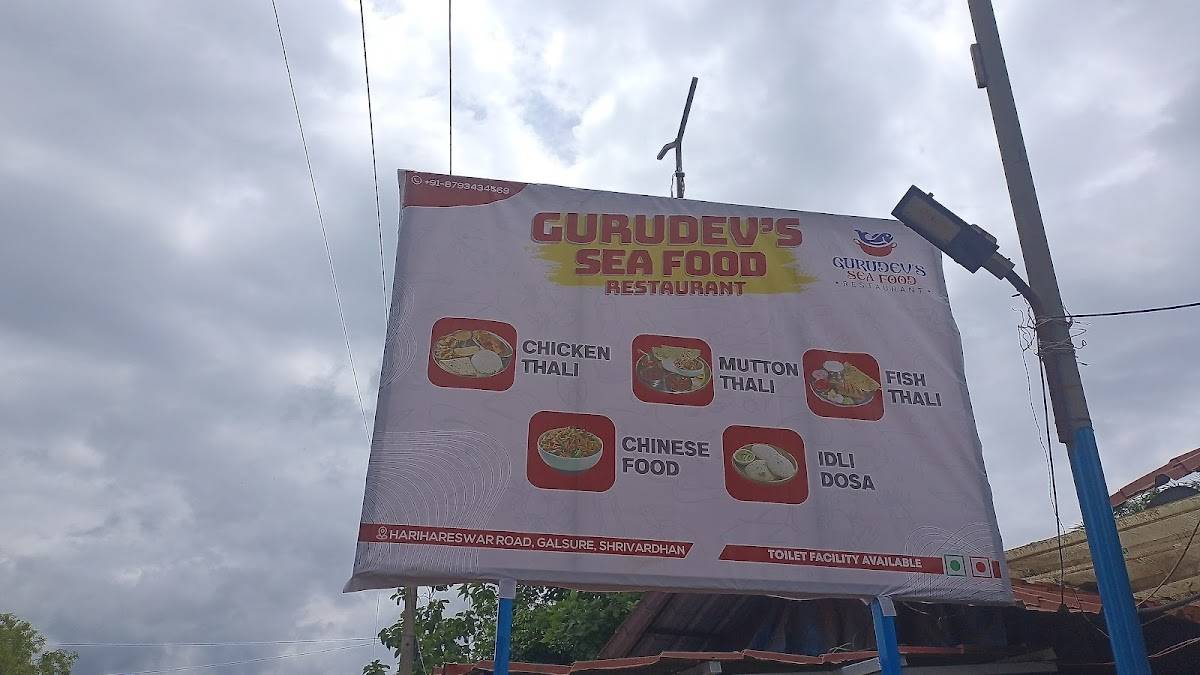 +91-8793434569
GURUDEV'S
SEA FOOD
RESTAURANT
GURUDEV'S
SEA FOOD
• RESTAURANT •
CHICKEN
THALI
MUTTON
THALI
FISH
THALI
CHINESE
FOOD
IDLI
DOSA
HARIHARESWAR ROAD, GALSURE, SHRIVARDHAN
TOILET FACILITY AVAILABLE